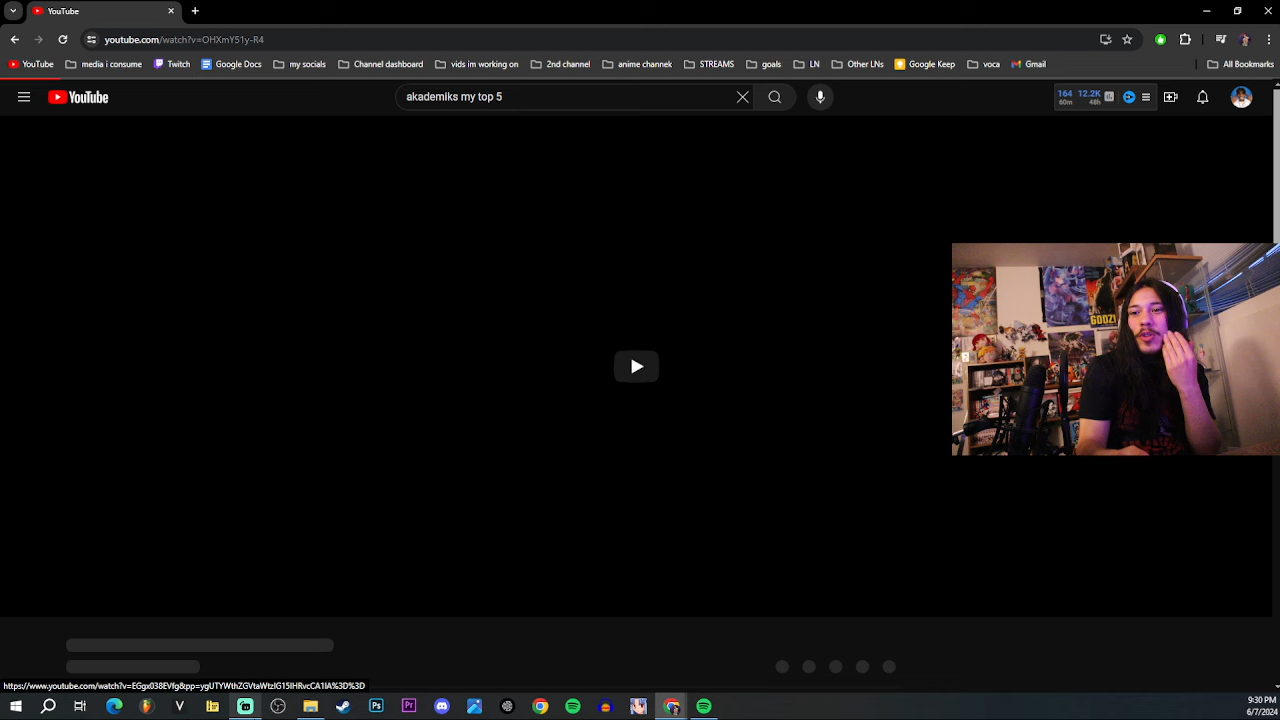 YouTube
youtube.com/watch?v=OHXmY51y-R4
YouTube media i consume Twitch Google Docs my socials Channel dashboard vids im working on 2nd channel anime channek STREAMS goals LN Other LNs Google Keep voca Gmail All Bookmarks
YouTube akademiks my top 5 164 12.2K
60m 48h
GODZ
https://www.youtube.com/watch?v=EGgx038EVfg&pp=ygUTYWthZGVtaWtzIG15IHRvcCA1IA%3D%3D
9:30 PM
6/7/2024